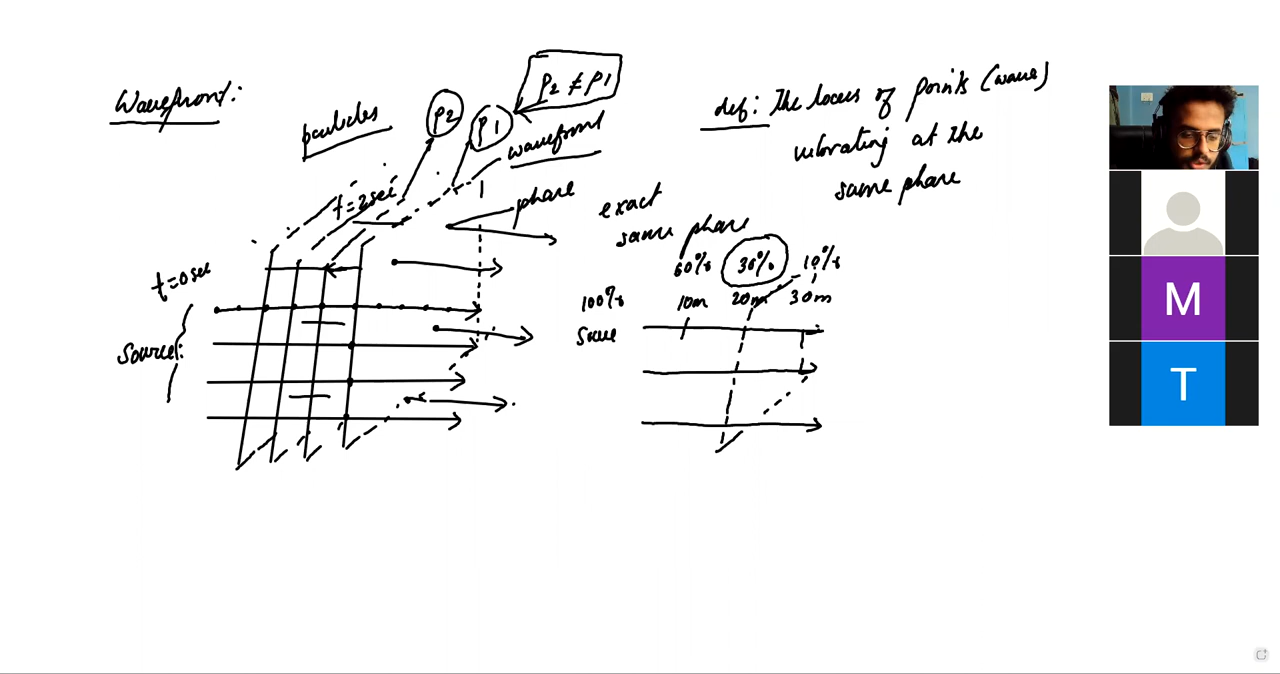 Wavefront:
particles
P2
P1
P2 ≠ P1
wavefront
def: The locus of points (wave)
vibrating at the
same phase
t=2sec
phase
exact
same phase
t=0sec
60%
30%
10%
100%
10m
20m
30m
Source:
M
T